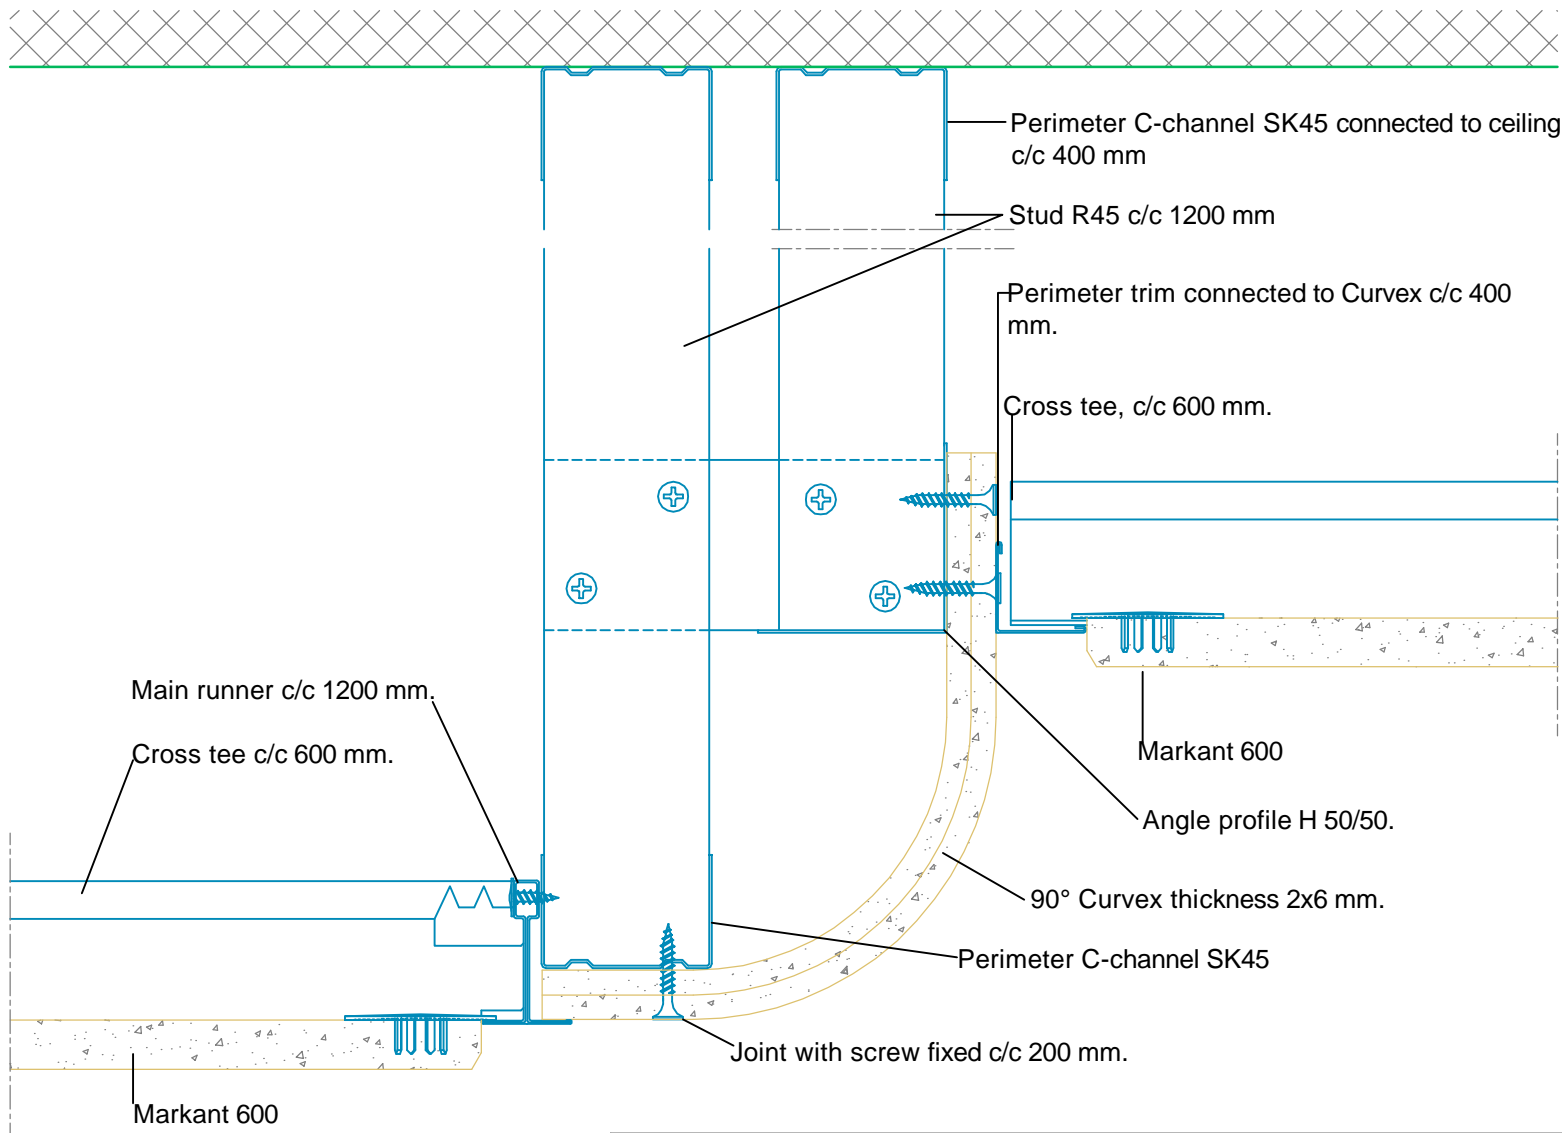 Perimeter C-channel SK45 connected to ceiling
c/c 400 mm
Stud R45 c/c 1200 mm
Perimeter trim connected to Curvex c/c 400
mm.
Cross tee, c/c 600 mm.
Main runner c/c 1200 mm.
Cross tee c/c 600 mm.
Markant 600
Angle profile H 50/50.
90° Curvex thickness 2x6 mm.
Perimeter C-channel SK45
Joint with screw fixed c/c 200 mm.
Markant 600